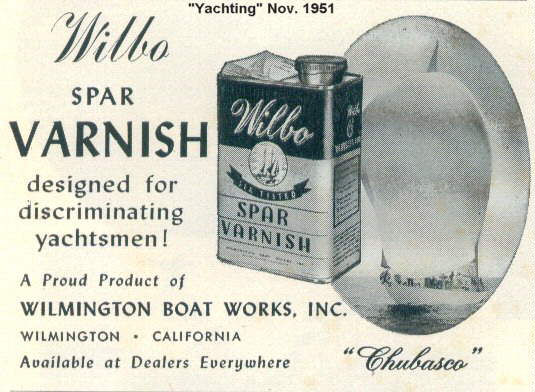 "Yachting" Nov. 1951
Wilbo
SPAR
VARNISH
designed for
discriminating
yachtsmen!
A Proud Product of
WILMINGTON BOAT WORKS, INC.
WILMINGTON • CALIFORNIA
Available at Dealers Everywhere
Wilbo
SEA TESTED
SPAR
VARNISH
"Chubasco"